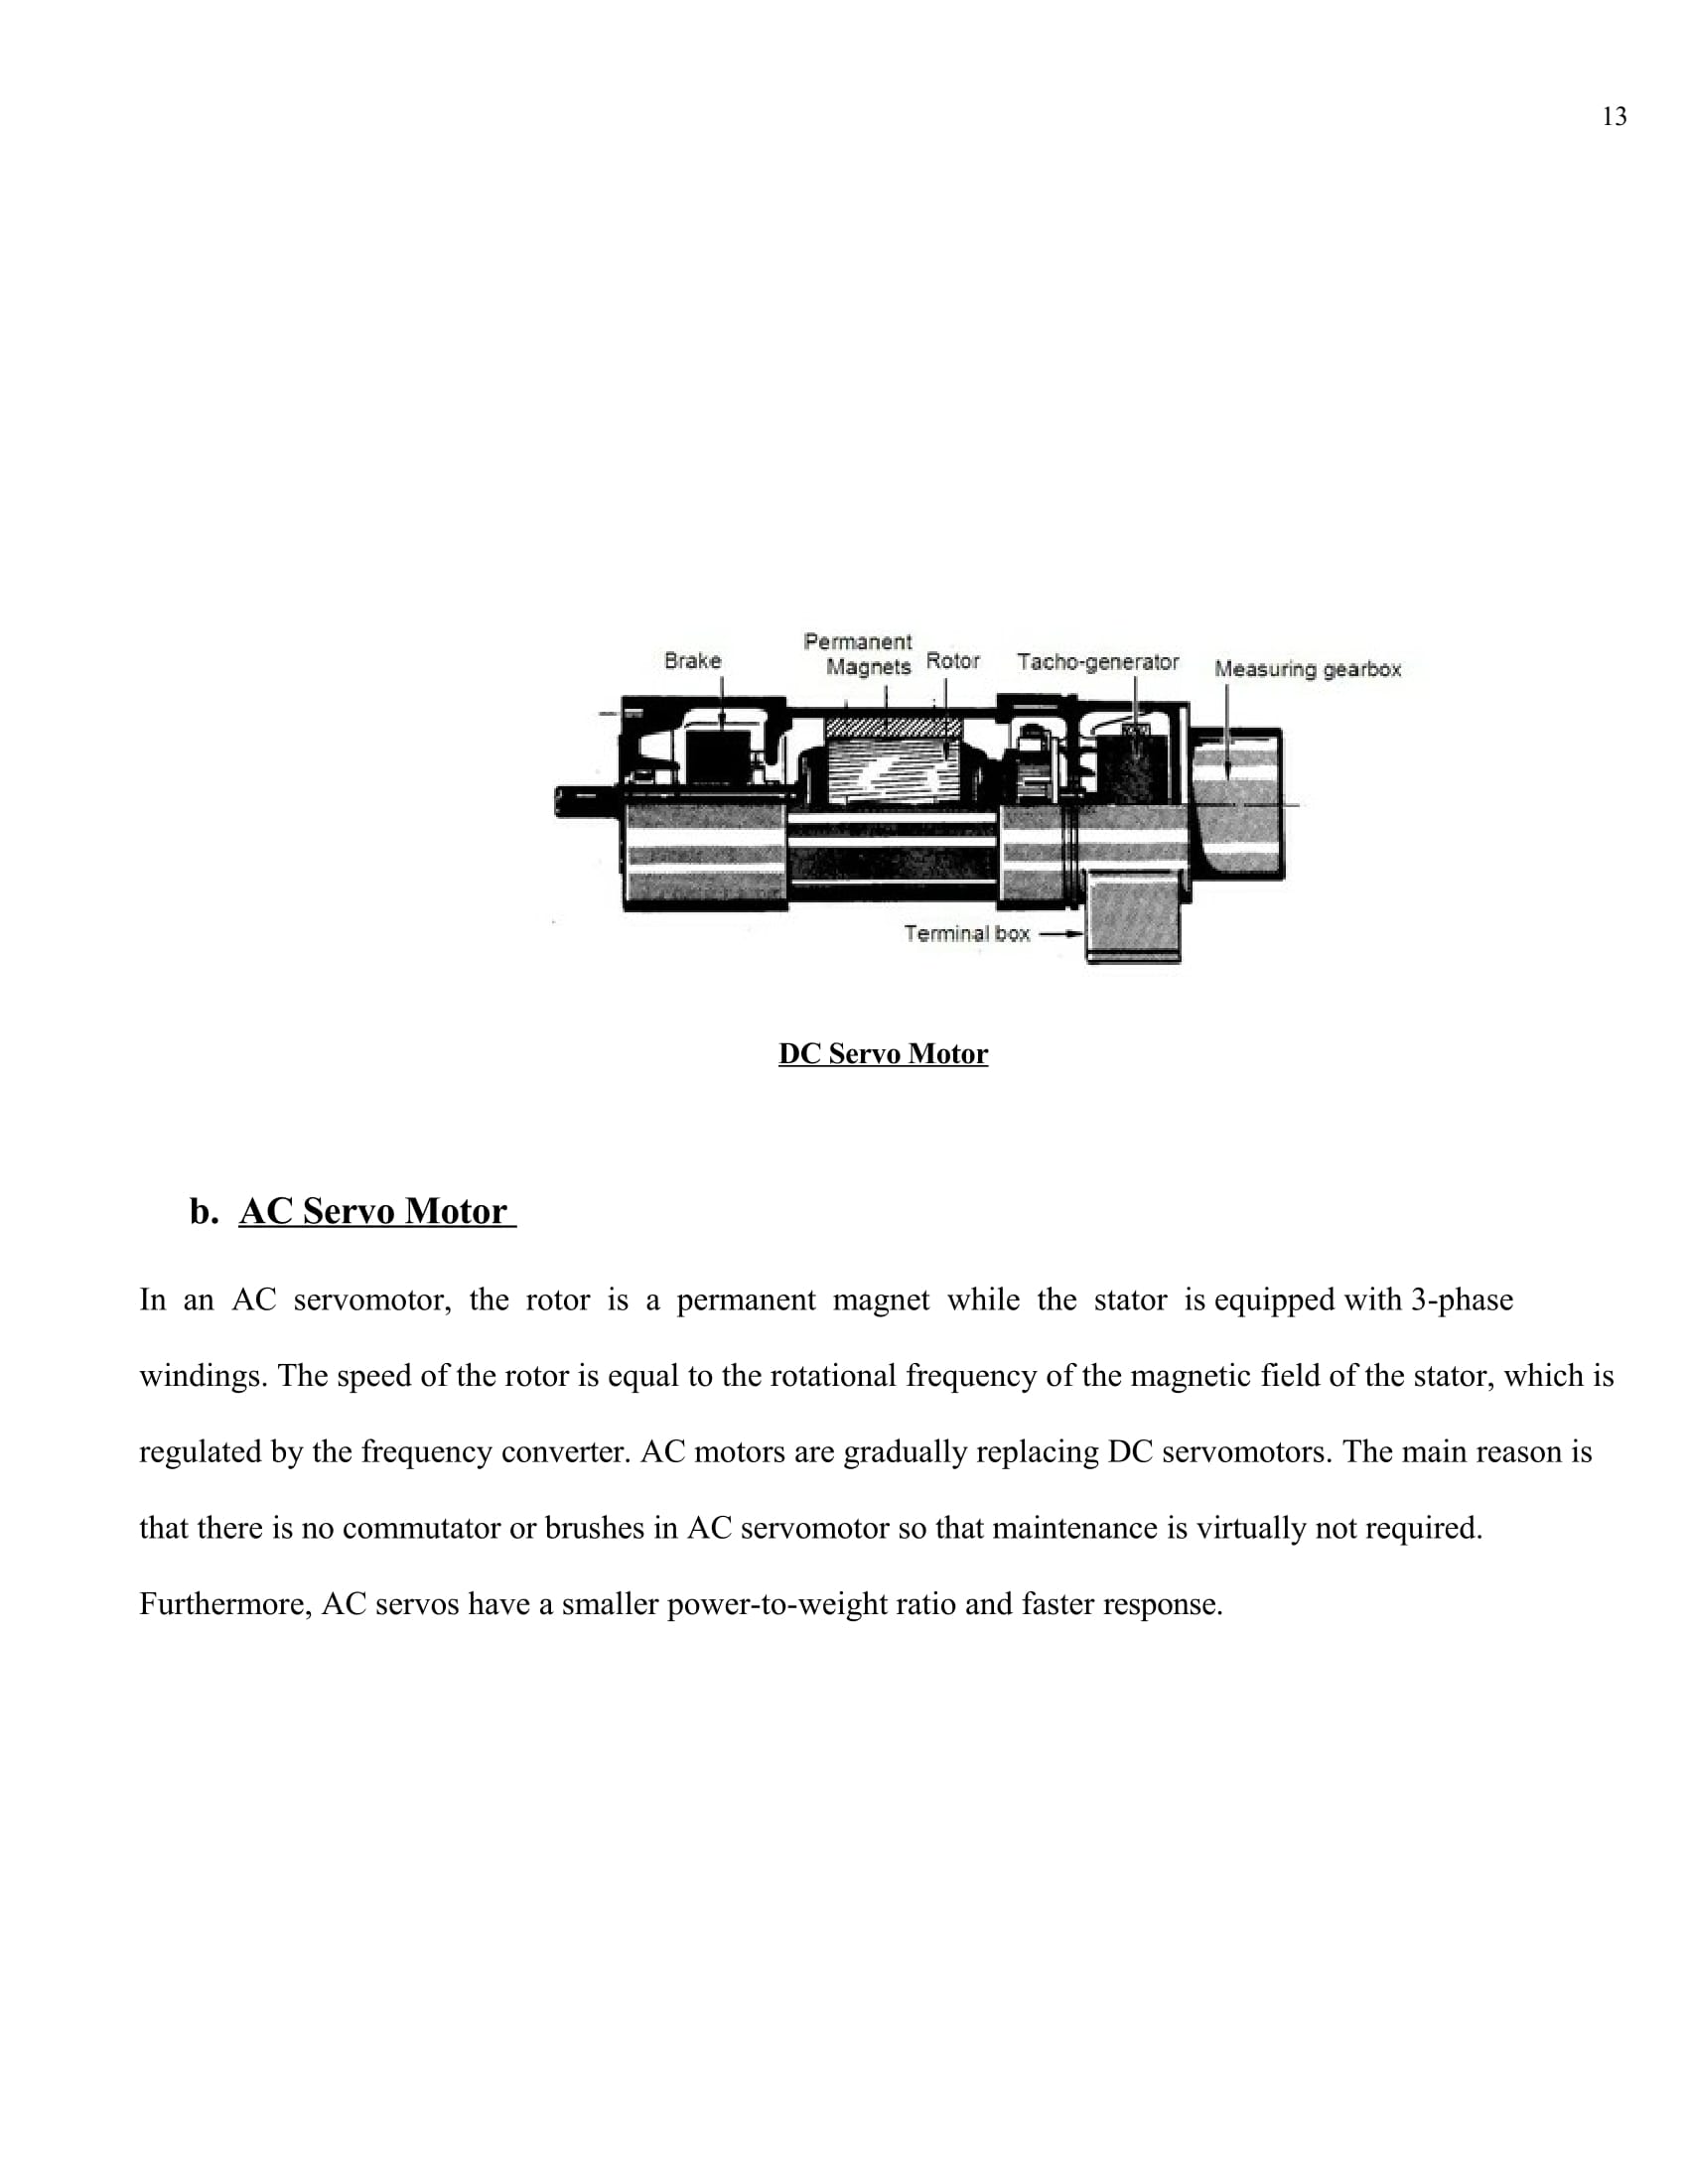 13
Brake
Permanent
Magnets
Rotor
Tacho-generator
Measuring gearbox
Terminal box
DC Servo Motor
b. AC Servo Motor
In an AC servomotor, the rotor is a permanent magnet while the stator is equipped with 3-phase
windings. The speed of the rotor is equal to the rotational frequency of the magnetic field of the stator, which is
regulated by the frequency converter. AC motors are gradually replacing DC servomotors. The main reason is
that there is no commutator or brushes in AC servomotor so that maintenance is virtually not required.
Furthermore, AC servos have a smaller power-to-weight ratio and faster response.